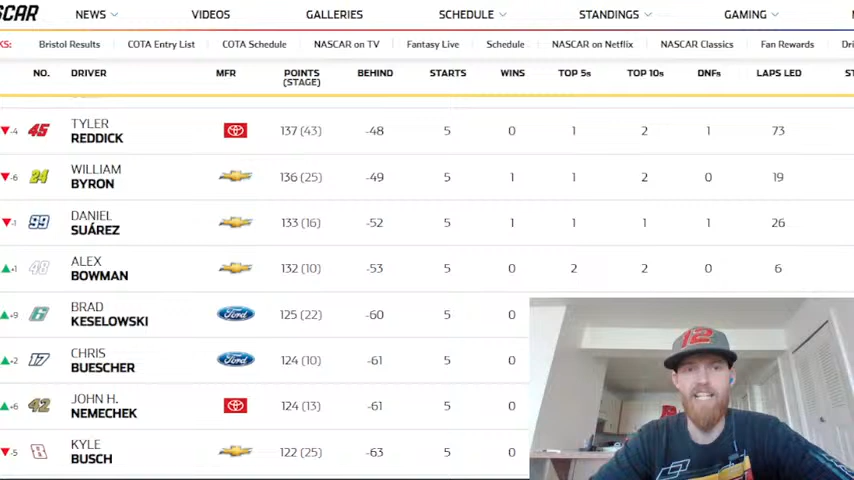 SCAR
NEWS VIDEOS GALLERIES SCHEDULE STANDINGS GAMING
KS: Bristol Results COTA Entry List COTA Schedule NASCAR on TV Fantasy Live Schedule NASCAR on Netflix NASCAR Classics Fan Rewards Dri
NO. DRIVER MFR POINTS (STAGE) BEHIND STARTS WINS TOP 5s TOP 10s DNFs LAPS LED ST
-4 45 TYLER REDDICK 137 (43) -48 5 0 1 2 1 73
-6 24 WILLIAM BYRON 136 (25) -49 5 1 1 2 0 19
-1 99 DANIEL SUÁREZ 133 (16) -52 5 1 1 1 1 26
+1 48 ALEX BOWMAN 132 (10) -53 5 0 2 2 0 6
+9 6 BRAD KESELOWSKI Ford 125 (22) -60 5 0
+2 17 CHRIS BUESCHER Ford 124 (10) -61 5 0
+6 42 JOHN H. NEMECHEK 124 (13) -61 5 0
-5 8 KYLE BUSCH 122 (25) -63 5 0
12